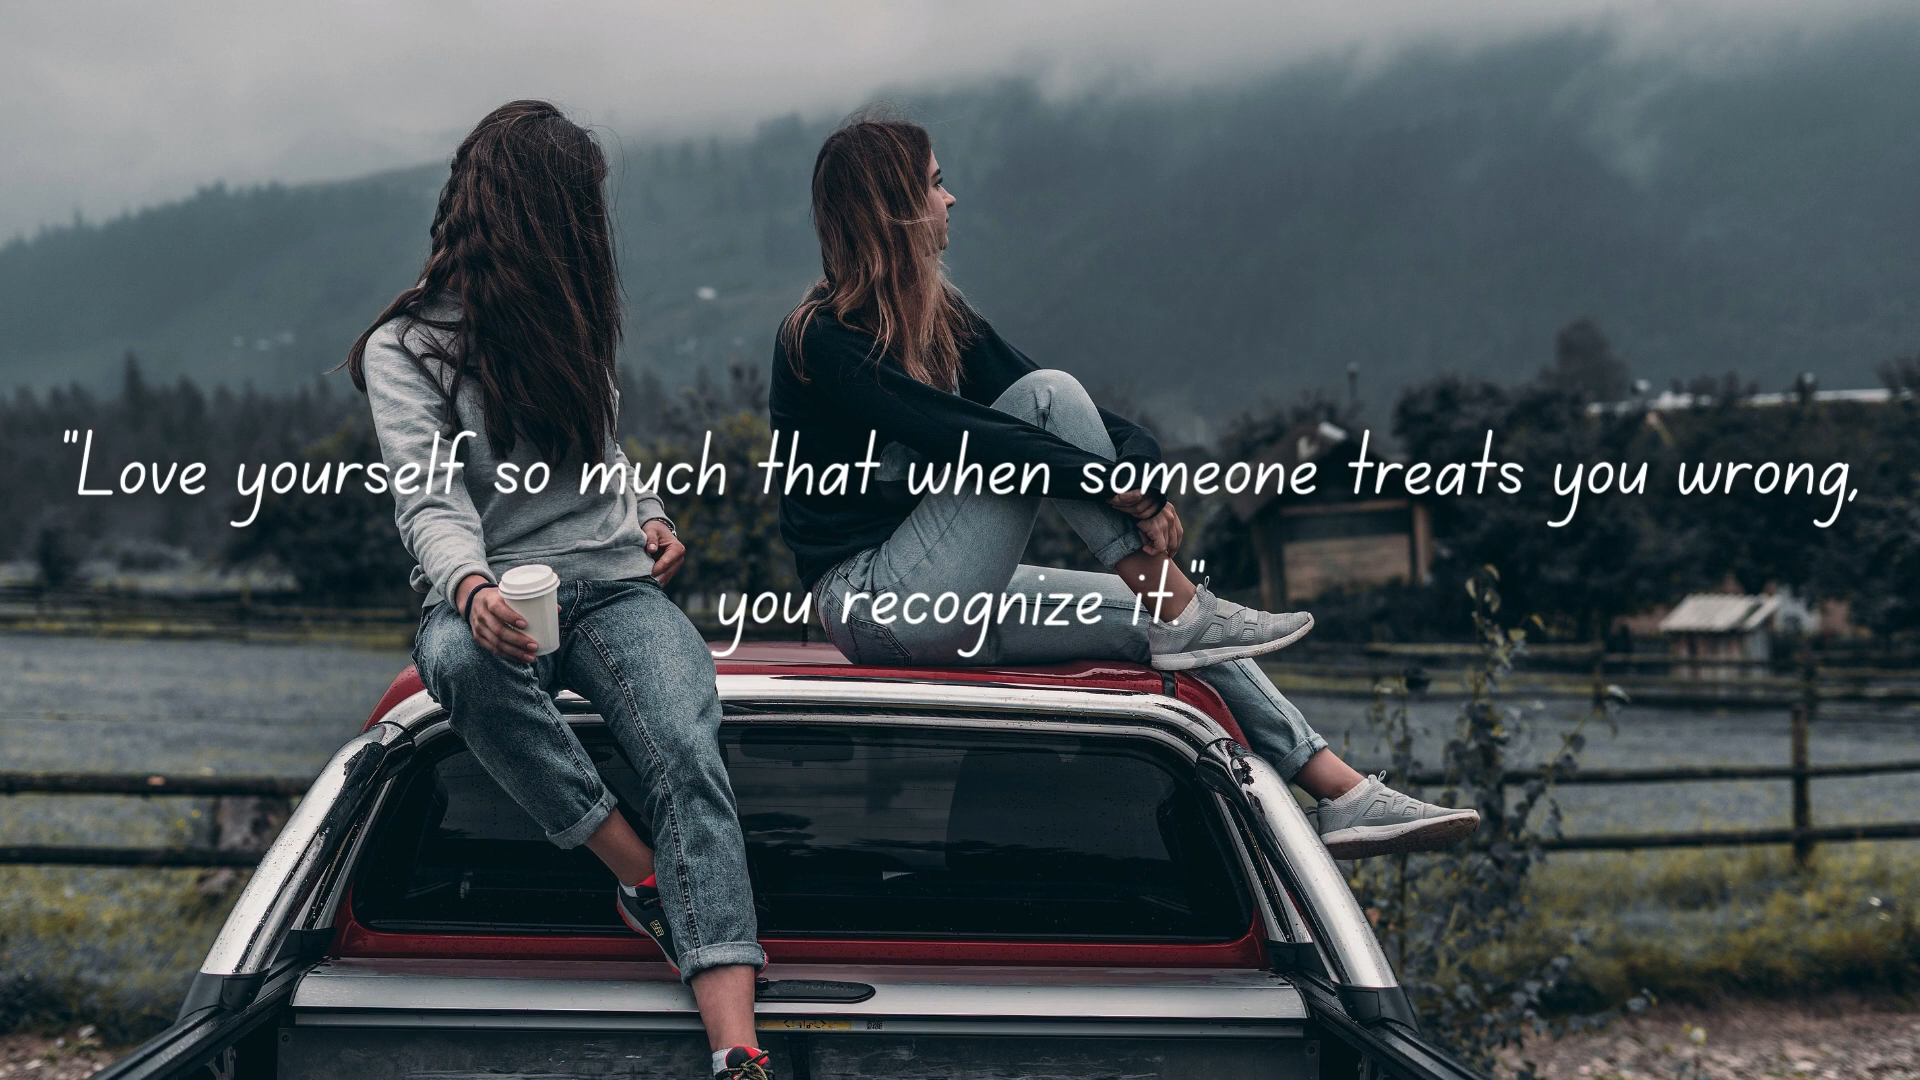 "Love yourself so much that when someone treats you wrong,
you recognize it."